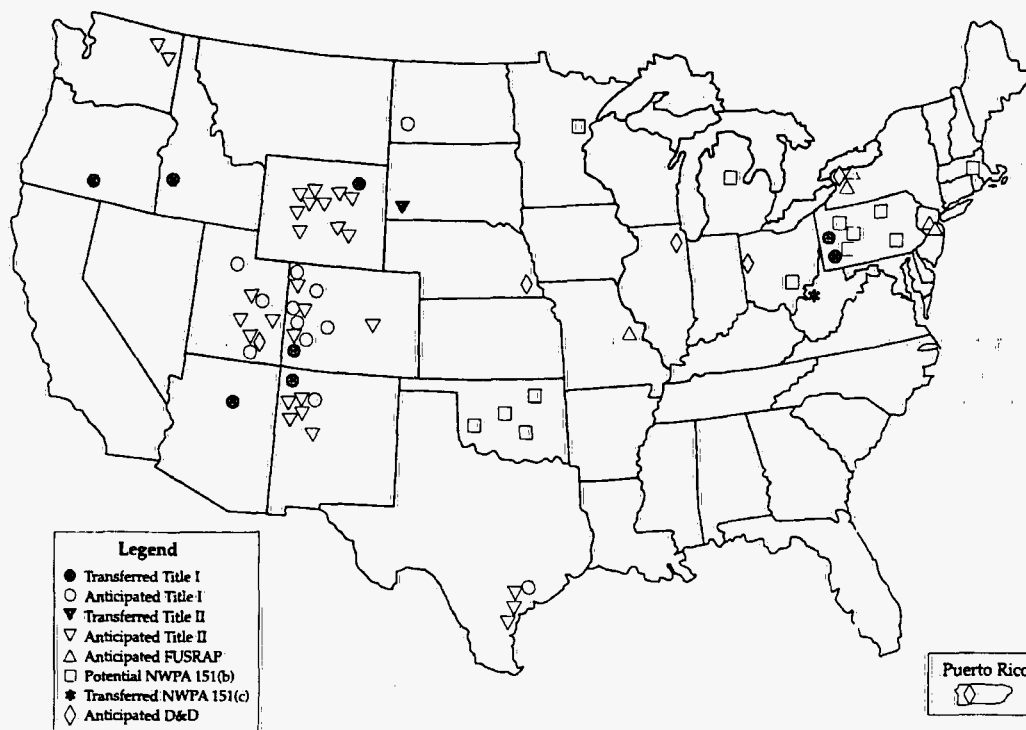 Legend
Transferred Title I
Anticipated Title I
Transferred Title II
Anticipated Title II
Anticipated FUSRAP
Potential NWPA 151(b)
Transferred NWPA 151(c)
Anticipated D&D
Puerto Rico